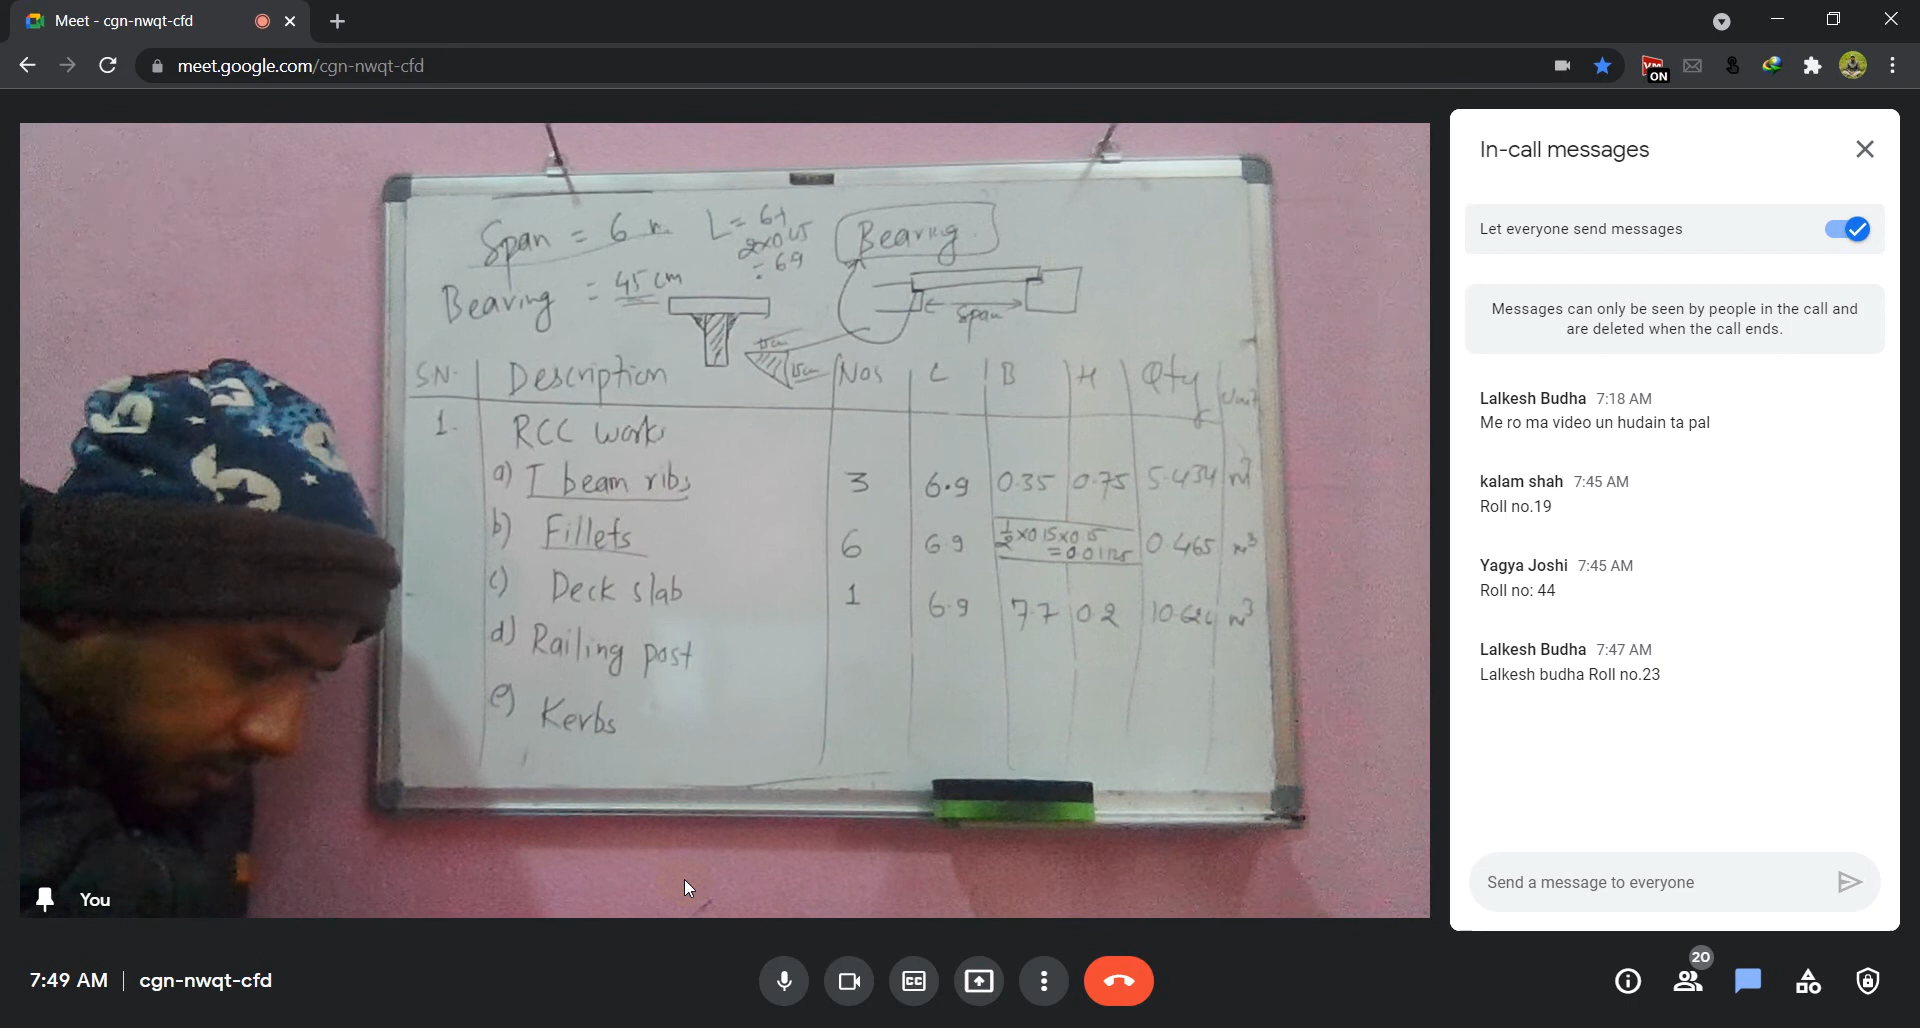 Meet - cgn-nwqt-cfd
meet.google.com/cgn-nwqt-cfd
ON
Span = 6 m
L = 6+
2x0.45
= 6.9
Bearing
Bearing = 45 cm
Span
15cm
15cm
SN. Description Nos L B H Qty Unit
1. RCC works
a) T beam ribs 3 6.9 0.35 0.75 5.434 m³
b) Fillets 6 6.9 ½x0.15x0.15 0.465 m³
= 0.01125
c) Deck slab 1 6.9 7.7 0.2 10.626 m³
d) Railing post
e) Kerbs
You
In-call messages
Let everyone send messages
Messages can only be seen by people in the call and
are deleted when the call ends.
Lalkesh Budha 7:18 AM
Me ro ma video un hudain ta pal
kalam shah 7:45 AM
Roll no.19
Yagya Joshi 7:45 AM
Roll no: 44
Lalkesh Budha 7:47 AM
Lalkesh budha Roll no.23
Send a message to everyone
7:49 AM | cgn-nwqt-cfd
CC
20